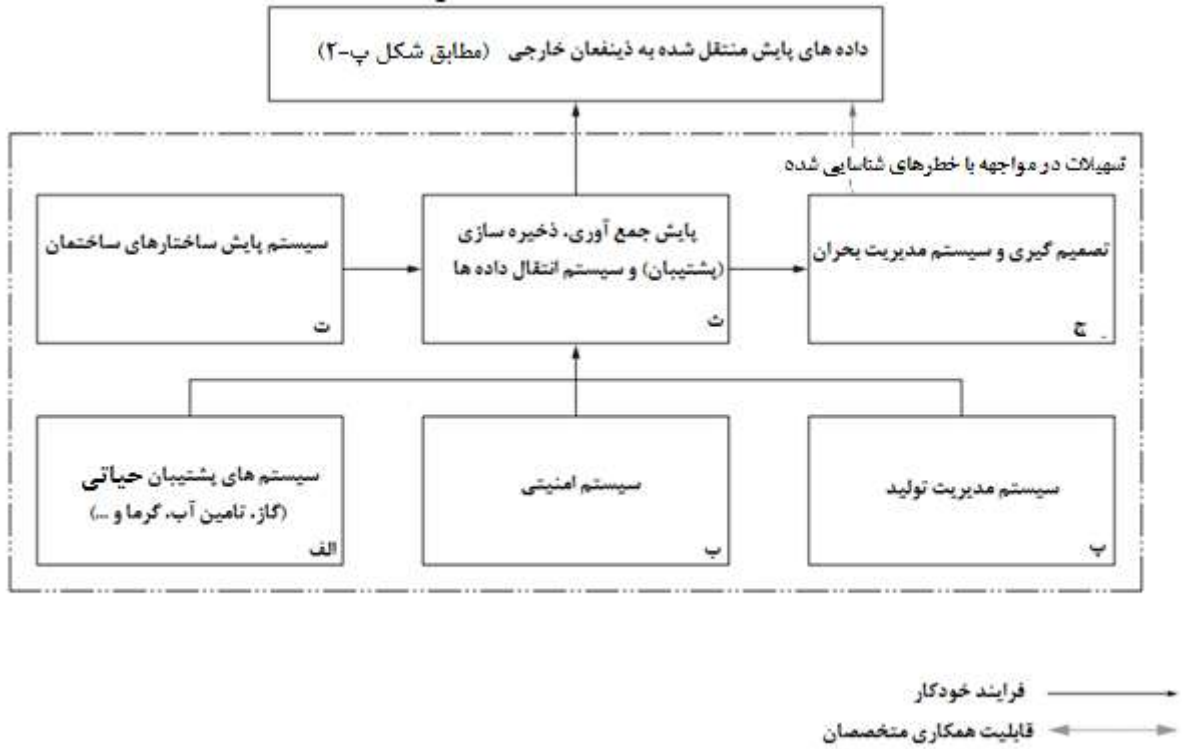 داده های پایش منتقل شده به ذینفعان خارجی (مطابق شکل پ-۲)
تسهیلات در مواجهه با خطرهای شناسایی شده
تصمیم گیری و سیستم مدیریت بحران
ج
پایش جمع آوری، ذخیره سازی
(پشتیبان) و سیستم انتقال داده ها
ث
سیستم پایش ساختارهای ساختمان
ت
سیستم مدیریت تولید
پ
سیستم امنیتی
ب
سیستم های پشتیبان حیاتی
(گاز، تامین آب، گرما و ...)
الف
فرایند خودکار
قابلیت همکاری متخصصان